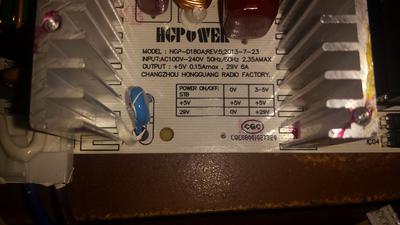 HGPOWER
MODEL: HGP-D180A;REV:5;2013-7-23
INPUT:AC100V-240V 50Hz/60Hz 2.35AMAX
OUTPUT: +5V 0.15Amax , 29V 6A
CHANGZHOU HONGGUANG RADIO FACTORY.
POWER ON/OFF: 0V 3-5V
STB +5V +5V
29V 0V +29V
CQC